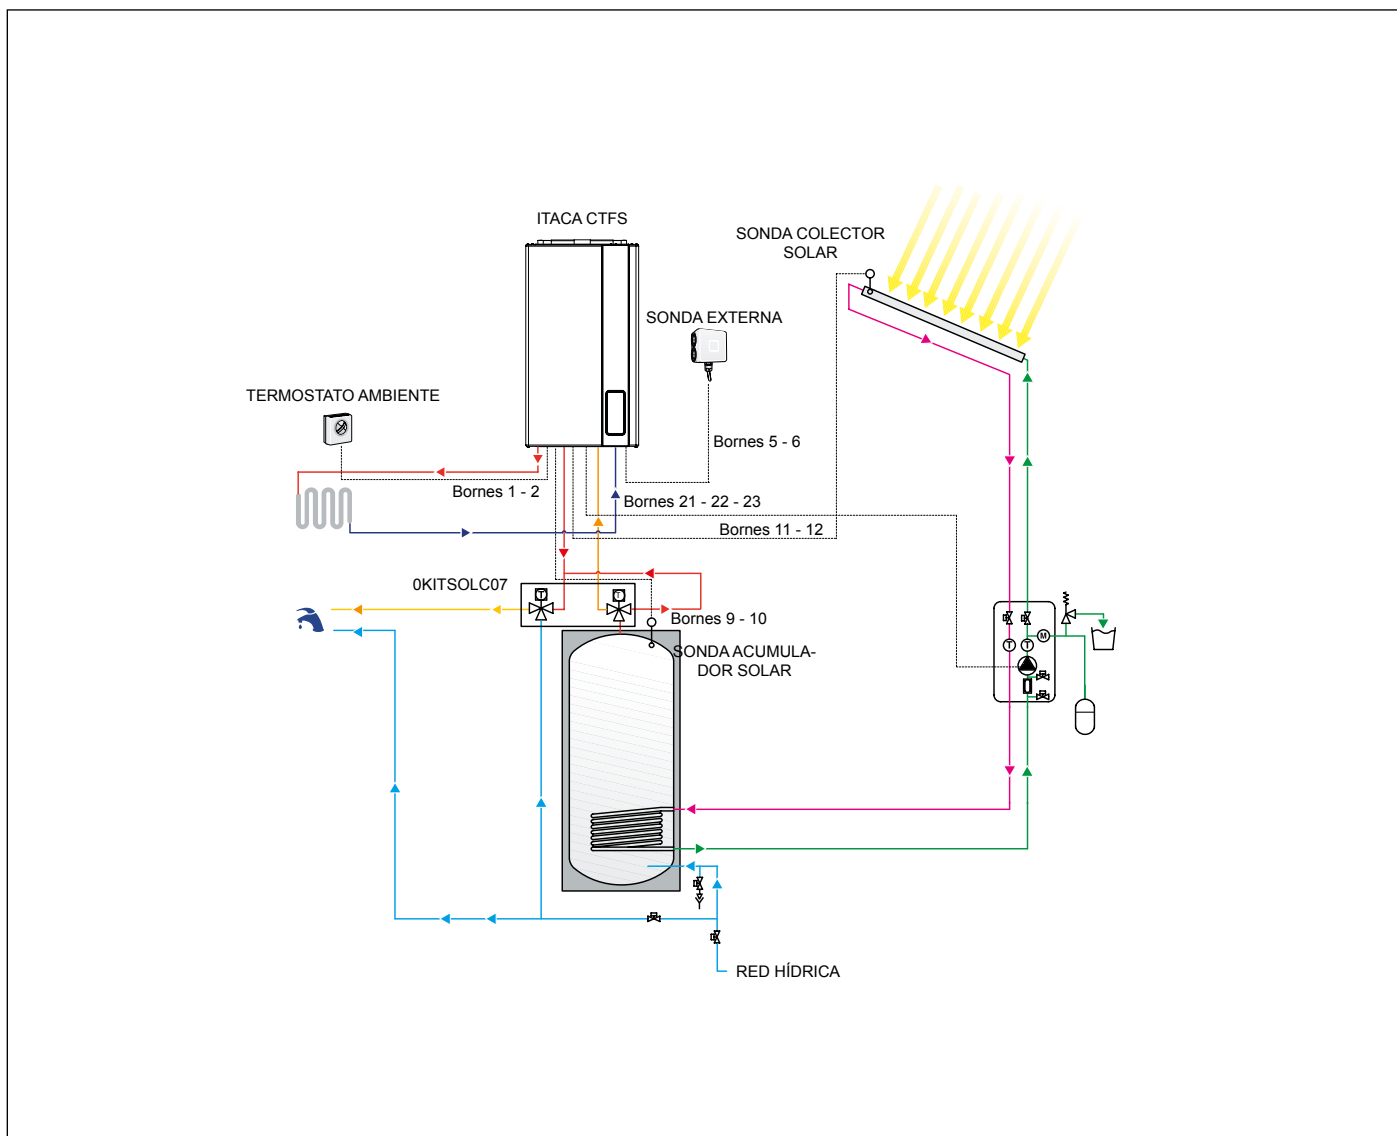 ITACA CTFS
SONDA COLECTOR
SOLAR
SONDA EXTERNA
TERMOSTATO AMBIENTE
Bornes 5 - 6
Bornes 1 - 2
Bornes 21 - 22 - 23
Bornes 11 - 12
0KITSOLC07
T
T
Bornes 9 - 10
SONDA ACUMULA-
DOR SOLAR
M
T
T
RED HÍDRICA